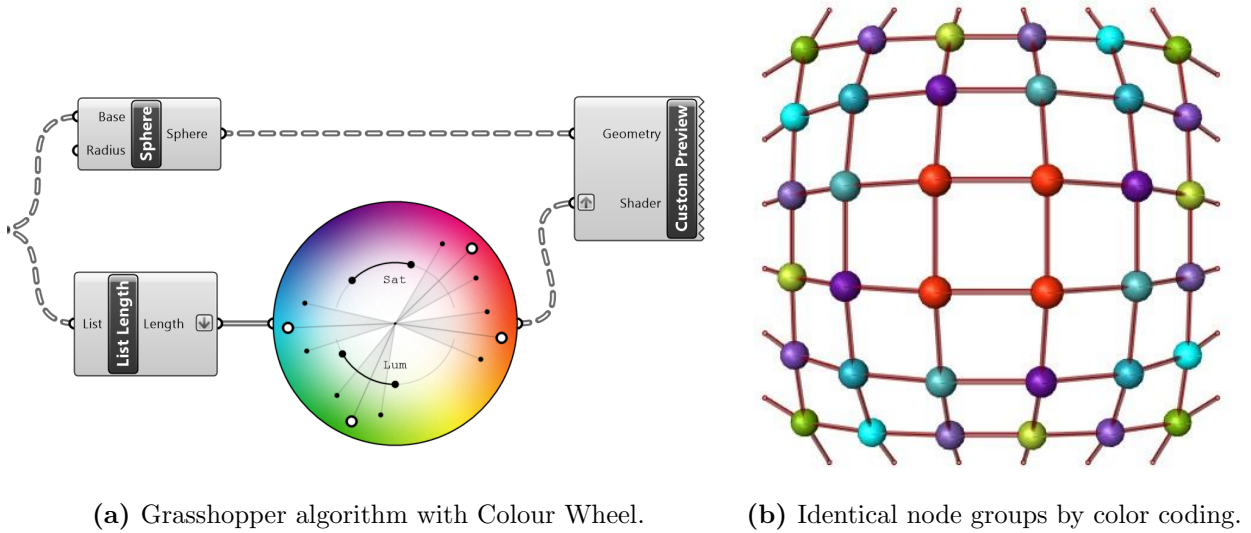 Base
Radius
Sphere
Sphere
List
List Length
Length
Sat
Lum
Geometry
Shader
Custom Preview
(a) Grasshopper algorithm with Colour Wheel.
(b) Identical node groups by color coding.